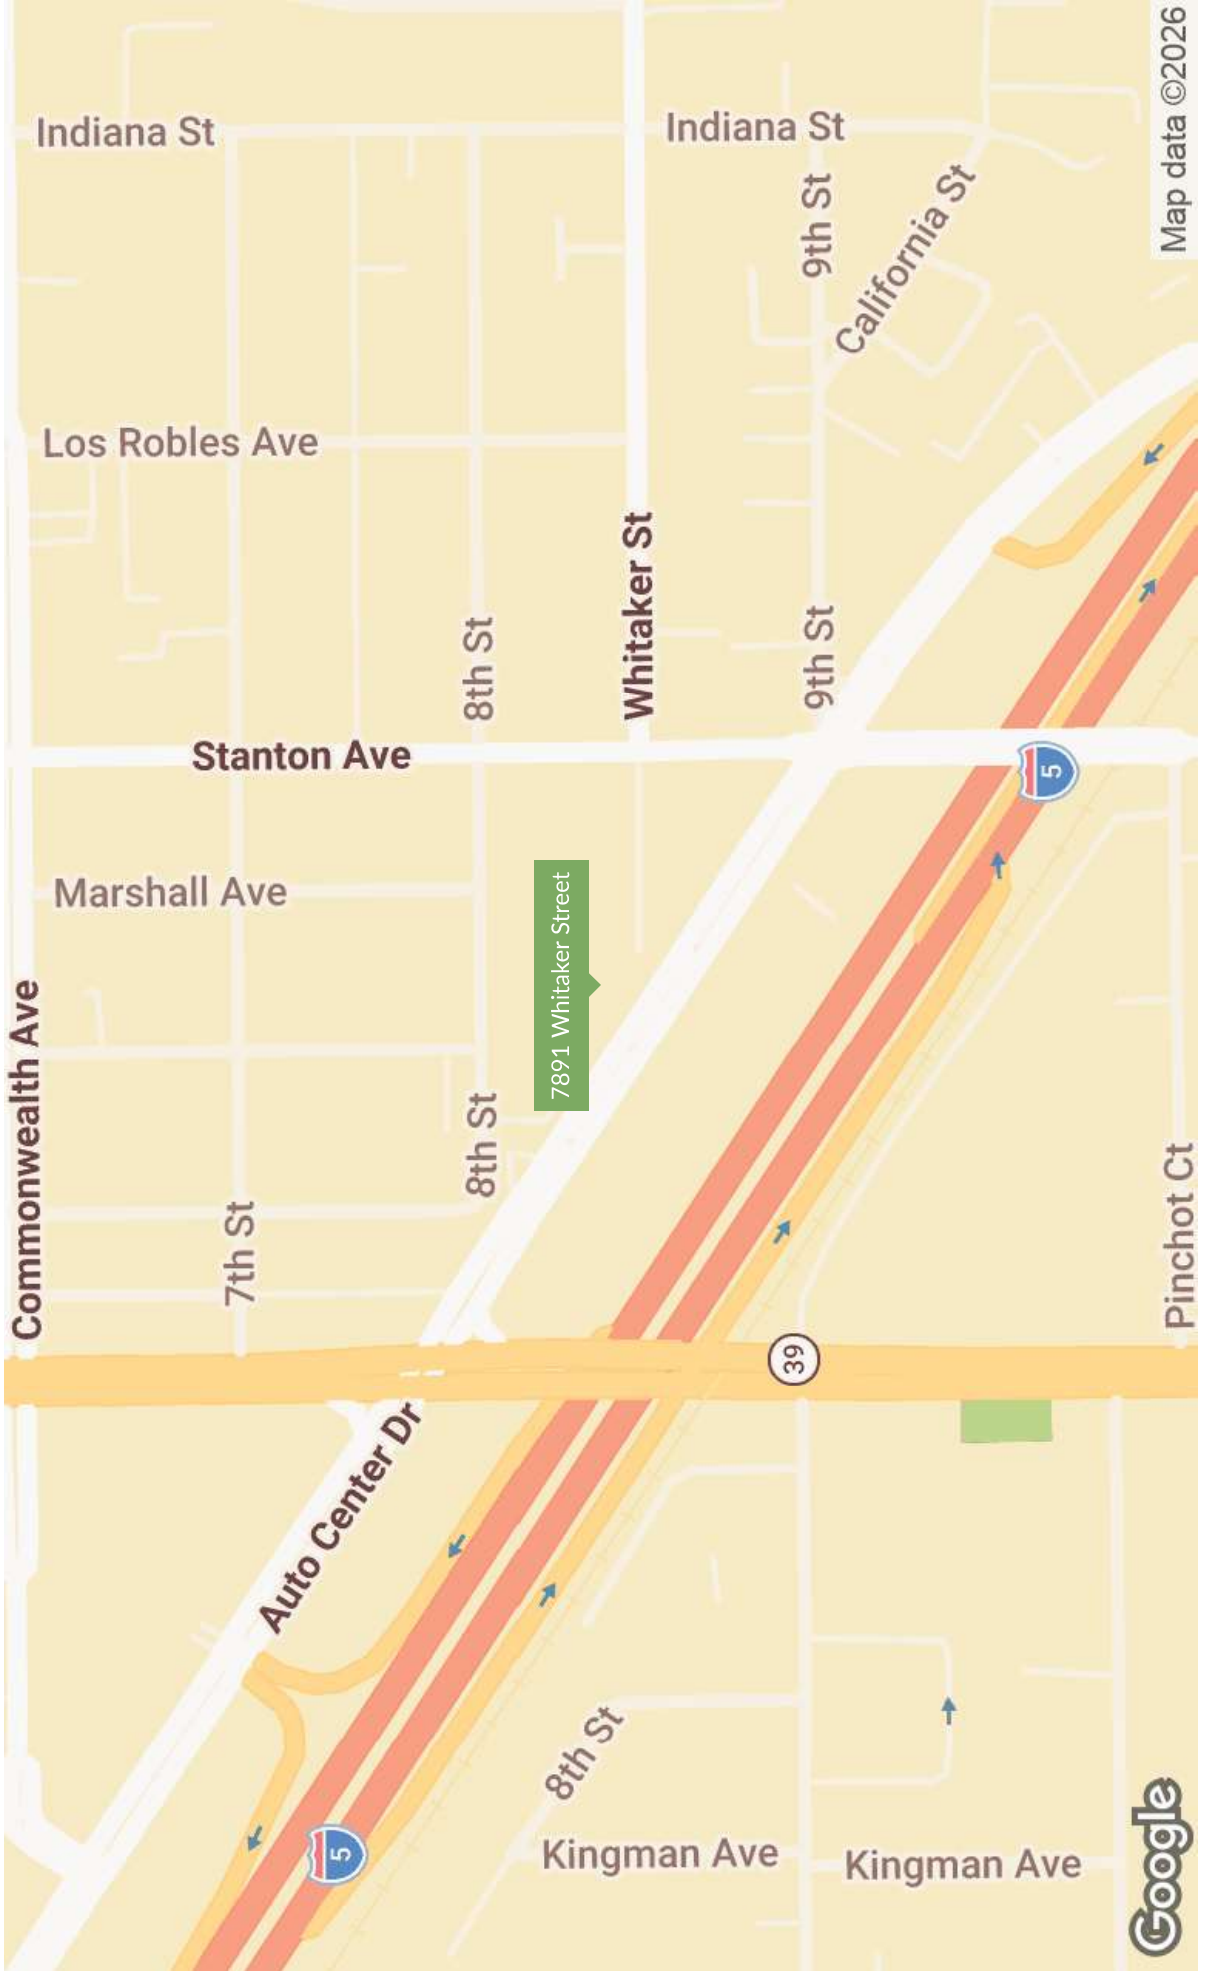 Commonwealth Ave
7th St
Indiana St
Los Robles Ave
Stanton Ave
Marshall Ave
8th St
8th St
7891 Whitaker Street
Whitaker St
Indiana St
9th St
9th St
California St
Auto Center Dr
5
5
39
8th St
Kingman Ave
Kingman Ave
Pinchot Ct
Google
Map data ©2026